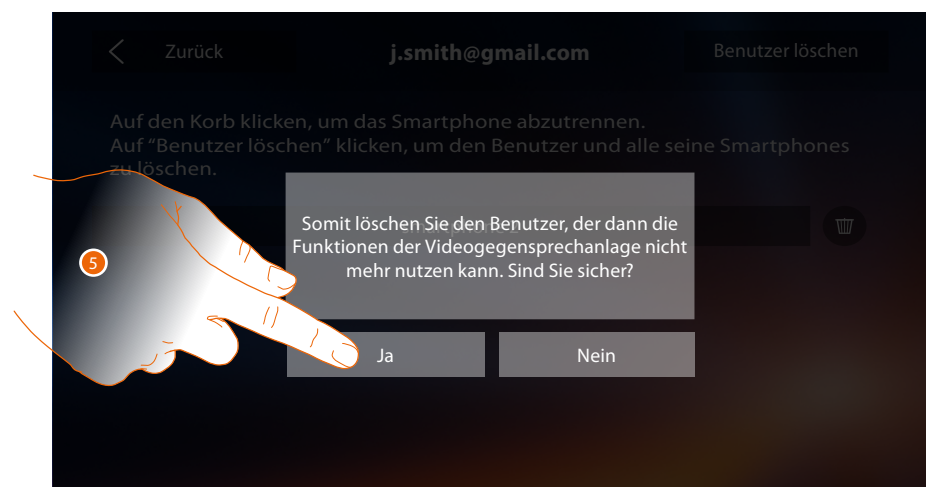 Zurück
j.smith@gmail.com
Benutzer löschen
Auf den Korb klicken, um das Smartphone abzutrennen.
Auf “Benutzer löschen” klicken, um den Benutzer und alle seine Smartphones
zu löschen.
Somit löschen Sie den Benutzer, der dann die
Funktionen der Videogegensprechanlage nicht
mehr nutzen kann. Sind Sie sicher?
5
Ja
Nein